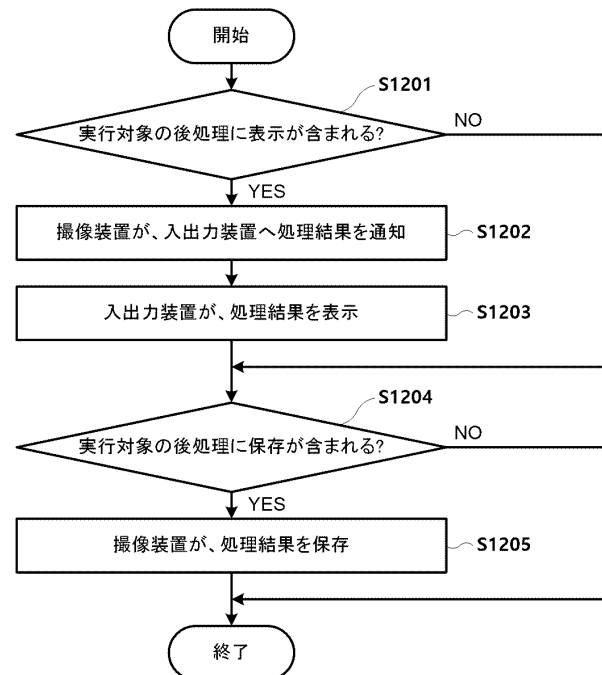 開始
S1201
実行対象の後処理に表示が含まれる?
NO
YES
撮像装置が、入出力装置へ処理結果を通知
S1202
入出力装置が、処理結果を表示
S1203
S1204
実行対象の後処理に保存が含まれる?
NO
YES
撮像装置が、処理結果を保存
S1205
終了